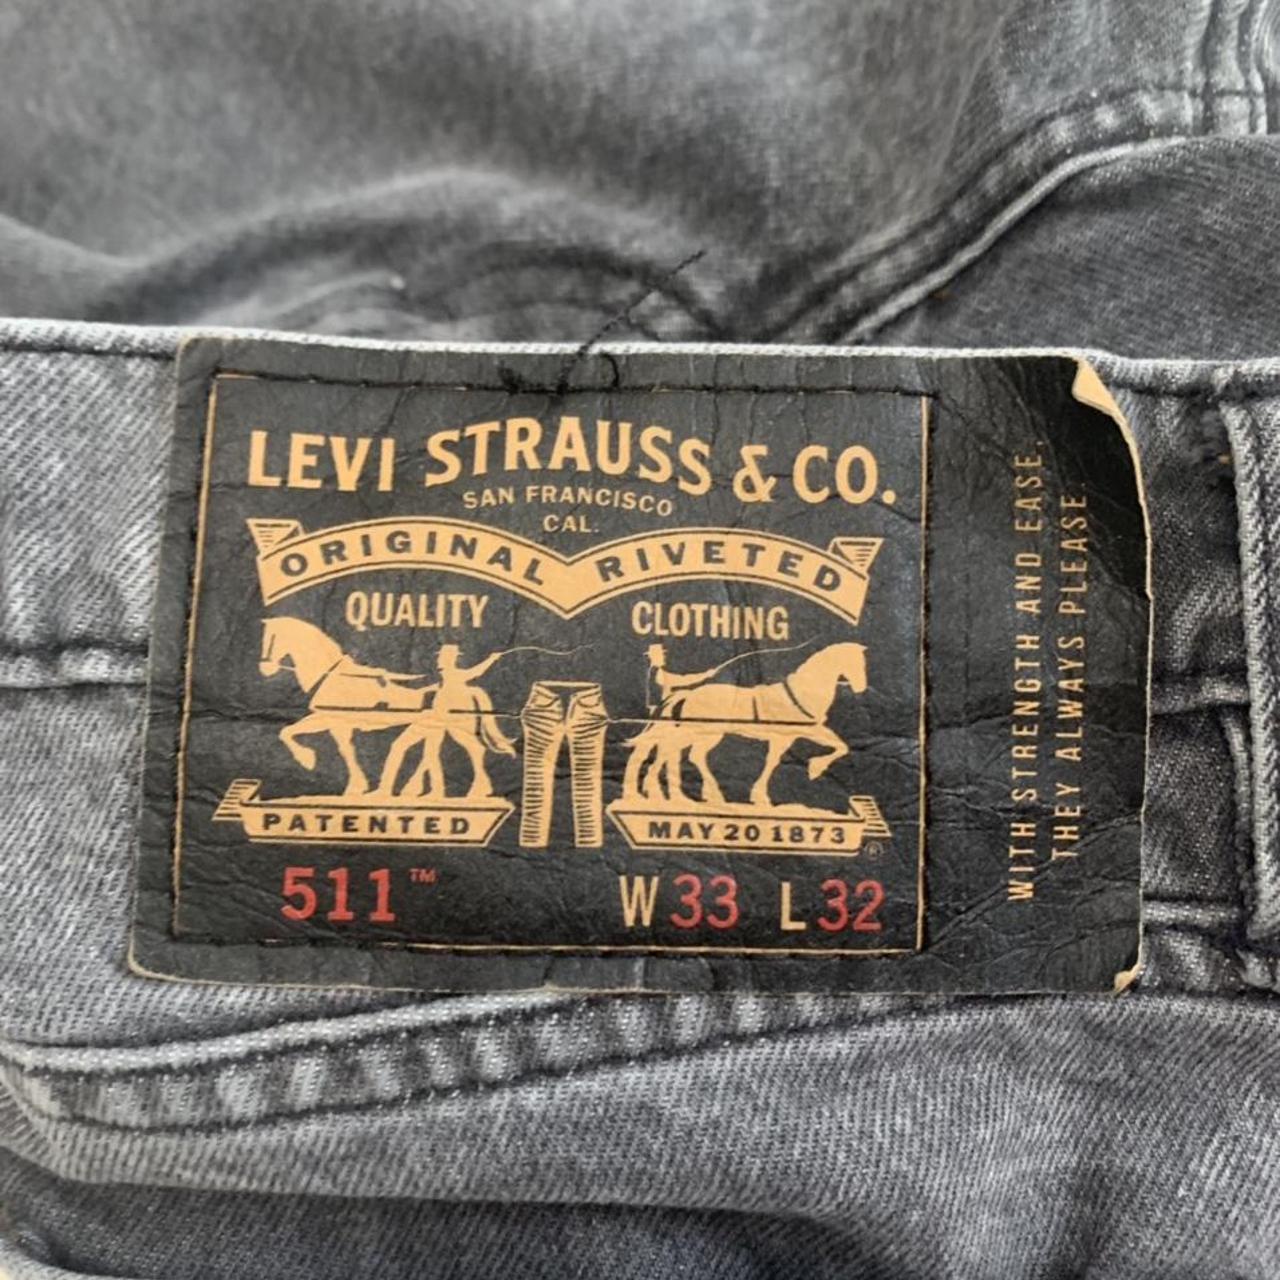 LEVI STRAUSS & CO.
SAN FRANCISCO
CAL.
ORIGINAL RIVETED
QUALITY CLOTHING
PATENTED MAY 20 1873 ®
511™ W 33 L 32
WITH STRENGTH AND EASE.
THEY ALWAYS PLEASE.